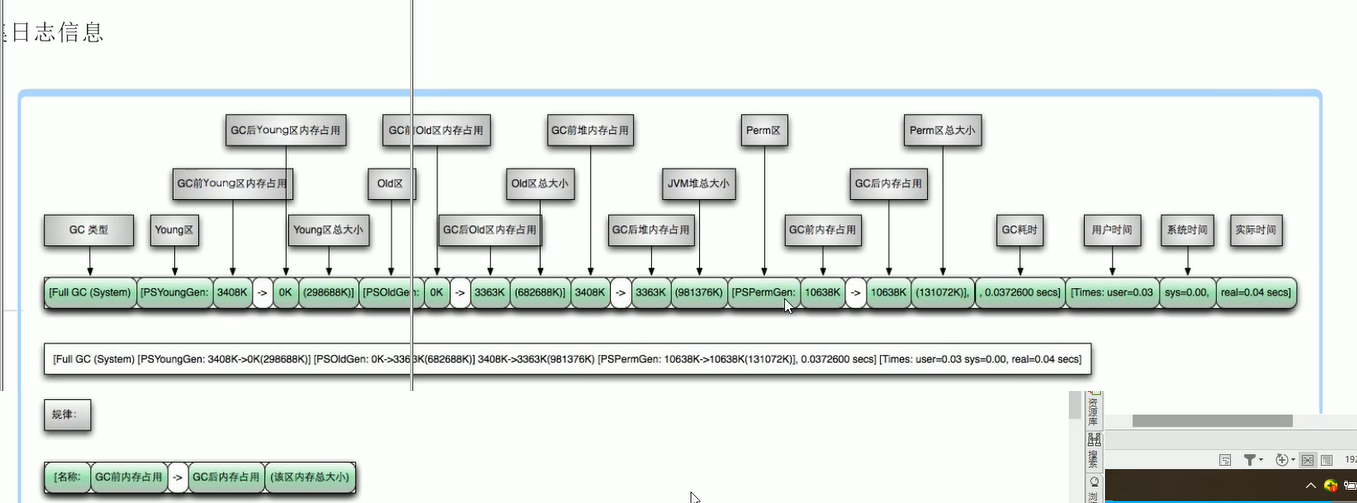 集日志信息
GC后Young区内存占用 GC前Old区内存占用 GC前堆内存占用 Perm区 Perm区总大小
GC前Young区内存占用 Old区 Old区总大小 JVM堆总大小 GC后内存占用
GC 类型 Young区 Young区总大小 GC后Old区内存占用 GC后堆内存占用 GC前内存占用 GC耗时 用户时间 系统时间 实际时间
[Full GC (System) [PSYoungGen: 3408K -> 0K (298688K)] [PSOldGen: 0K -> 3363K (682688K)] 3408K -> 3363K (981376K) [PSPermGen: 10638K -> 10638K (131072K)], , 0.0372600 secs] [Times: user=0.03 sys=0.00, real=0.04 secs]
[Full GC (System) [PSYoungGen: 3408K->0K(298688K)] [PSOldGen: 0K->3363K(682688K)] 3408K->3363K(981376K) [PSPermGen: 10638K->10638K(131072K)], 0.0372600 secs] [Times: user=0.03 sys=0.00, real=0.04 secs]
规律:
[名称: GC前内存占用 -> GC后内存占用 (该区内存总大小)
资源库
搜索
浏
192